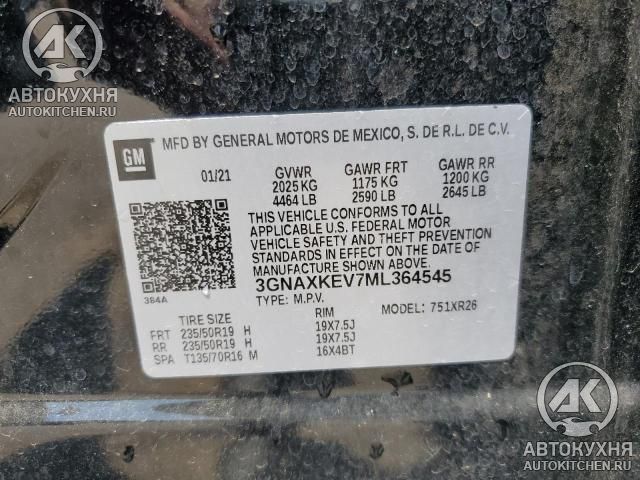 AK
АВТОКУХНЯ
AUTOKITCHEN.RU
GM
MFD BY GENERAL MOTORS DE MEXICO, S. DE R.L. DE C.V.
01/21 GVWR GAWR FRT GAWR RR
2025 KG 1175 KG 1200 KG
4464 LB 2590 LB 2645 LB
THIS VEHICLE CONFORMS TO ALL
APPLICABLE U.S. FEDERAL MOTOR
VEHICLE SAFETY AND THEFT PREVENTION
STANDARDS IN EFFECT ON THE DATE OF
MANUFACTURE SHOWN ABOVE.
384A 3GNAXKEV7ML364545
TYPE: M.P.V. MODEL: 751XR26
TIRE SIZE RIM
FRT 235/50R19 H 19X7.5J
RR 235/50R19 H 19X7.5J
SPA T135/70R16 M 16X4BT
AK
АВТОКУХНЯ
AUTOKITCHEN.RU